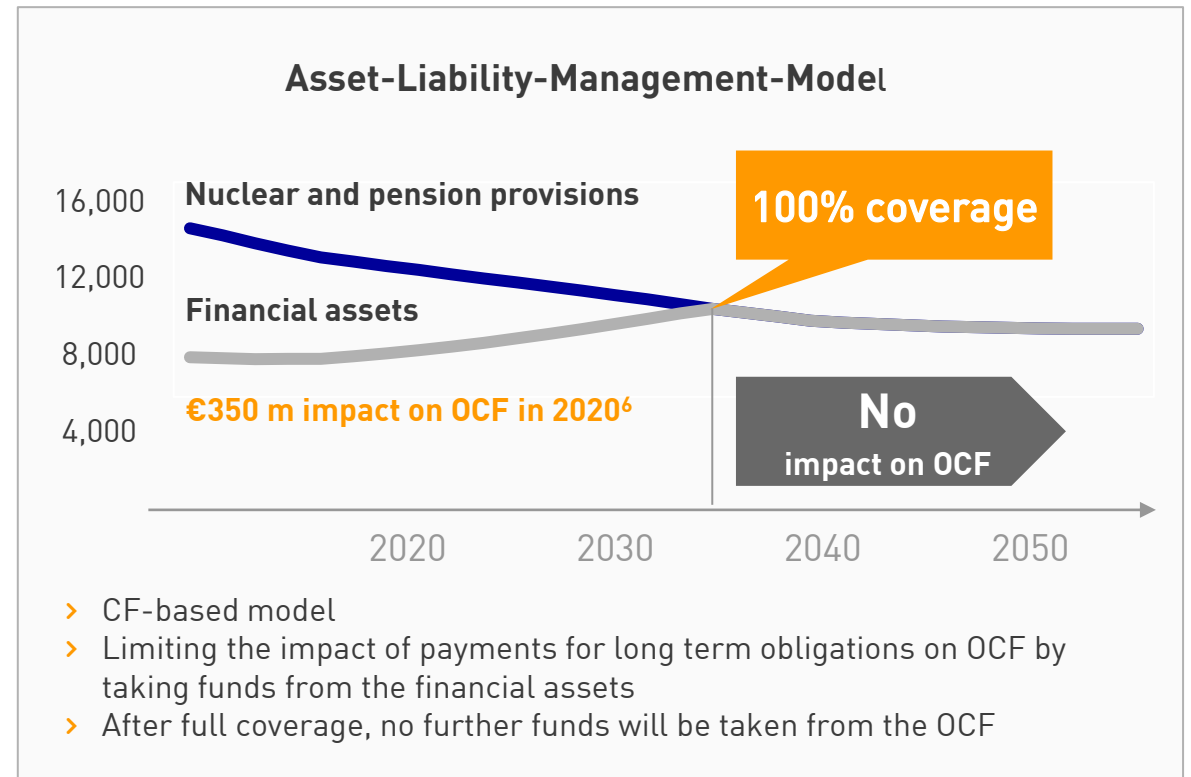 Asset-Liability-Management-Model
16,000
Nuclear and pension provisions
100% coverage
12,000
Financial assets
8,000
€350 m impact on OCF in 2020⁶
4,000
No
impact on OCF
2020 2030 2040 2050
› CF-based model
› Limiting the impact of payments for long term obligations on OCF by
taking funds from the financial assets
› After full coverage, no further funds will be taken from the OCF